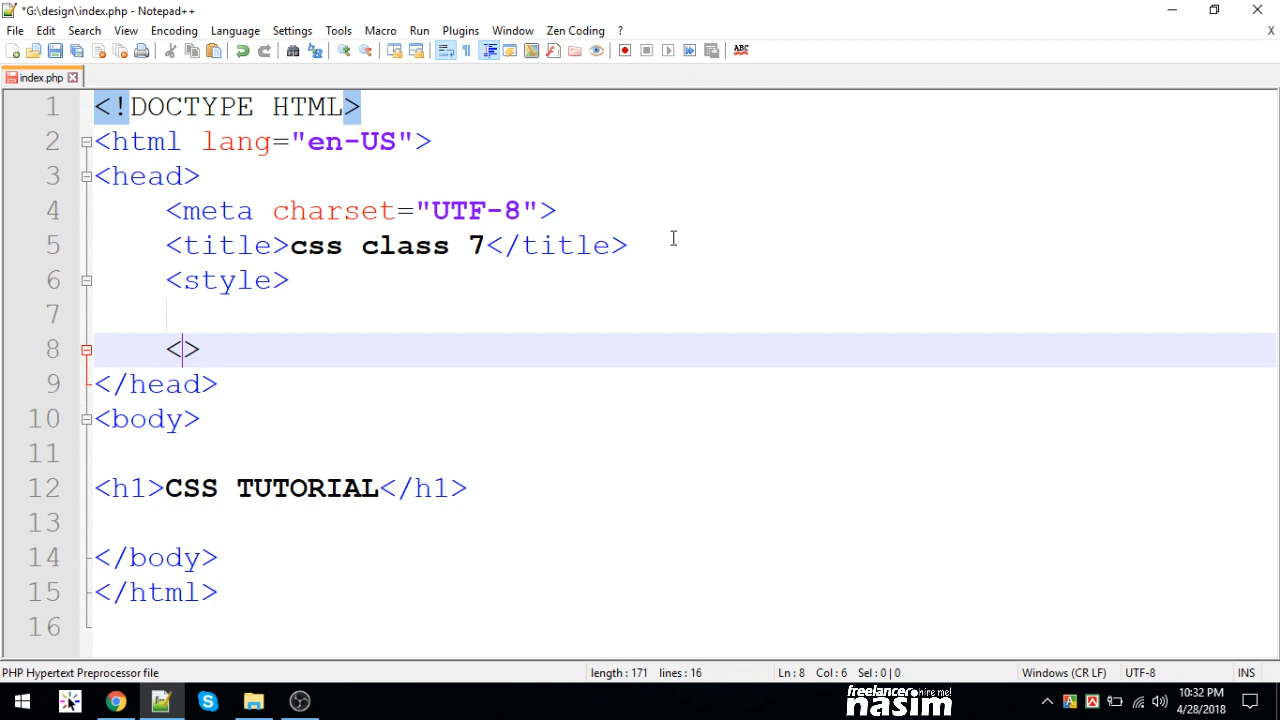 *G:\design\index.php - Notepad++
File Edit Search View Encoding Language Settings Tools Macro Run Plugins Window Zen Coding ? X
ABC
index.php
1 <!DOCTYPE HTML>
2 <html lang="en-US">
3 <head>
4 <meta charset="UTF-8">
5 <title>css class 7</title>
6 <style>
7
8 <>
9 </head>
10 <body>
11
12 <h1>CSS TUTORIAL</h1>
13
14 </body>
15 </html>
16
PHP Hypertext Preprocessor file length : 171 lines : 16 Ln : 8 Col : 6 Sel : 0 | 0 Windows (CR LF) UTF-8 INS
freelancer hire me!
nasim
10:32 PM
4/28/2018